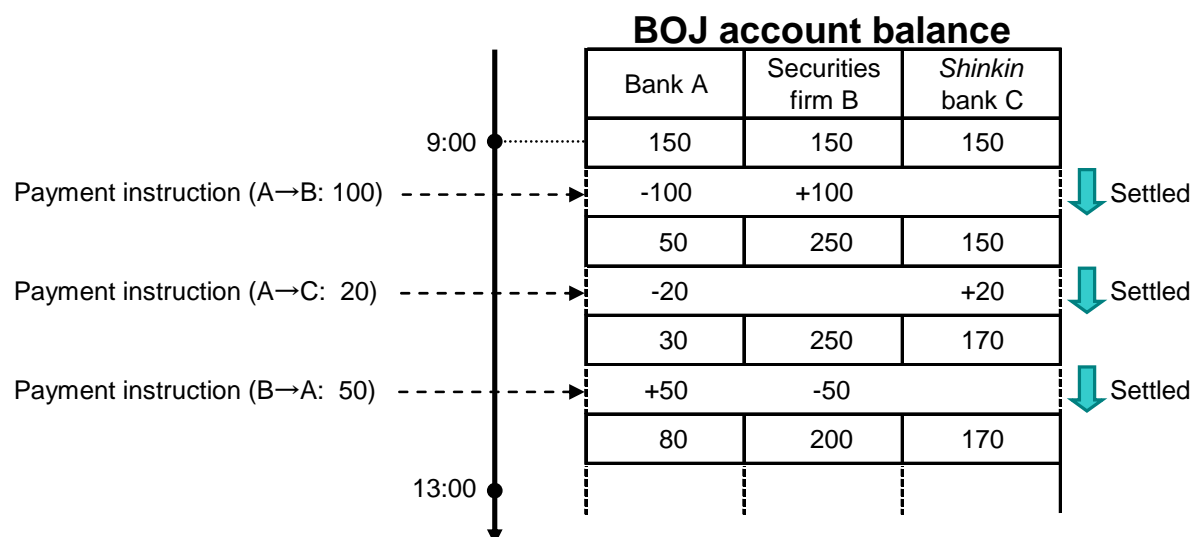 BOJ account balance
Bank A
Securities
firm B
Shinkin
bank C
9:00
150
150
150
Payment instruction (A→B: 100)
-100
+100
Settled
50
250
150
Payment instruction (A→C: 20)
-20
+20
Settled
30
250
170
Payment instruction (B→A: 50)
+50
-50
Settled
80
200
170
13:00